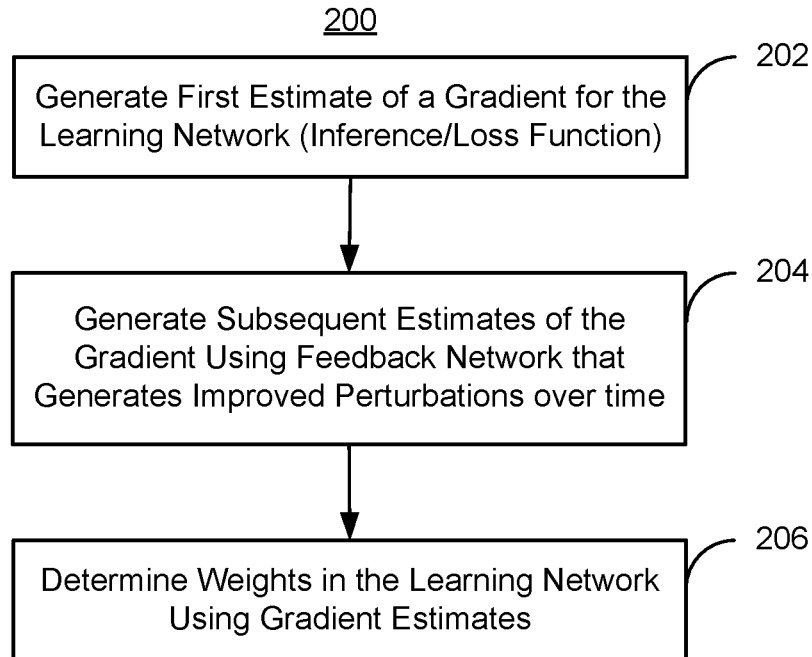 200
202
Generate First Estimate of a Gradient for the
Learning Network (Inference/Loss Function)
204
Generate Subsequent Estimates of the
Gradient Using Feedback Network that
Generates Improved Perturbations over time
206
Determine Weights in the Learning Network
Using Gradient Estimates